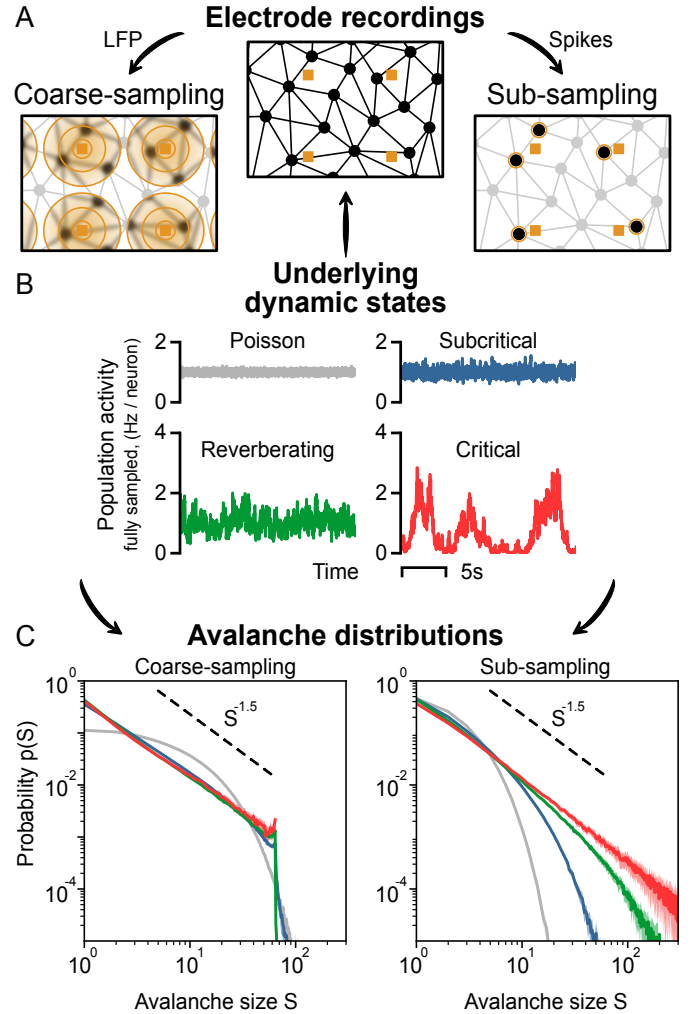 A
Electrode recordings
LFP
Spikes
Coarse-sampling
Sub-sampling
B
Underlying
dynamic states
Population activity
fully sampled, (Hz / neuron)
Poisson
Subcritical
2
0
2
0
Reverberating
Critical
4
2
0
4
2
0
Time
5s
C
Avalanche distributions
Coarse-sampling
Sub-sampling
Probability p(S)
10^0
10^-2
10^-4
S^-1.5
10^0
10^1
10^2
Avalanche size S
10^0
10^-2
10^-4
S^-1.5
10^0
10^1
10^2
Avalanche size S